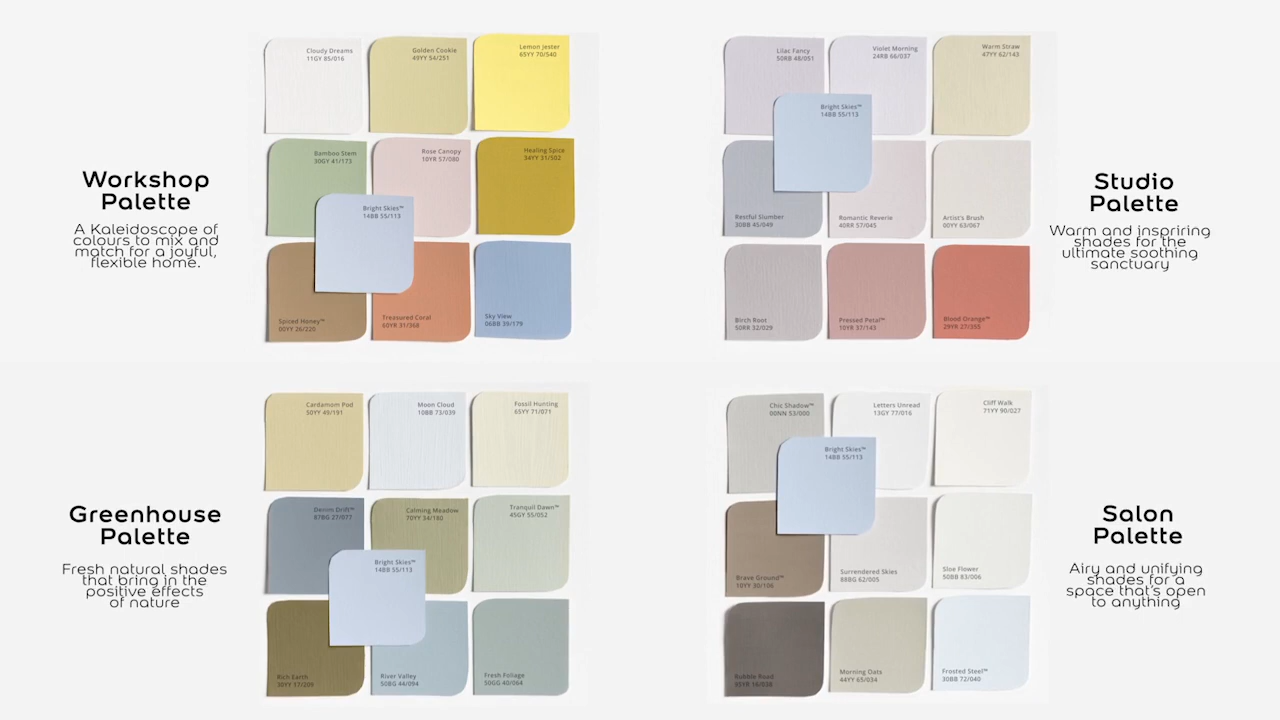 Workshop
Palette
A Kaleidoscope of
colours to mix and
match for a joyful,
flexible home.
Cloudy Dreams
11GY 85/016
Golden Cookie
49YY 54/251
Lemon Jester
65YY 70/540
Bamboo Stem
30GY 41/173
Rose Canopy
10YR 57/080
Healing Spice
34YY 31/502
Bright Skies™
14BB 55/113
Spiced Honey™
00YY 26/220
Treasured Coral
60YR 31/368
Sky View
06BB 39/179
Lilac Fancy
50RB 48/051
Violet Morning
24RB 66/037
Warm Straw
47YY 62/143
Bright Skies™
14BB 55/113
Restful Slumber
30BB 45/049
Romantic Reverie
40RR 57/045
Artist's Brush
00YY 63/067
Birch Root
50RR 32/029
Pressed Petal™
10YR 37/143
Blood Orange™
29YR 27/355
Studio
Palette
Warm and inspriring
shades for the
ultimate soothing
sanctuary
Greenhouse
Palette
Fresh natural shades
that bring in the
positive effects
of nature
Cardamom Pod
50YY 49/191
Moon Cloud
10BB 73/039
Fossil Hunting
65YY 71/071
Denim Drift™
87BG 27/077
Calming Meadow
70YY 34/180
Tranquil Dawn™
45GY 55/052
Bright Skies™
14BB 55/113
Rich Earth
30YY 17/209
River Valley
50BG 44/094
Fresh Foliage
50GG 40/064
Chic Shadow™
00NN 53/000
Letters Unread
13GY 77/016
Cliff Walk
71YY 90/027
Bright Skies™
14BB 55/113
Brave Ground™
10YY 30/106
Surrendered Skies
88BG 62/005
Sloe Flower
50BB 83/006
Rubble Road
Morning Oats
44YY 65/034
Frosted Steel™
30BB 72/040
Salon
Palette
Airy and unifying
shades for a
space that's open
to anything